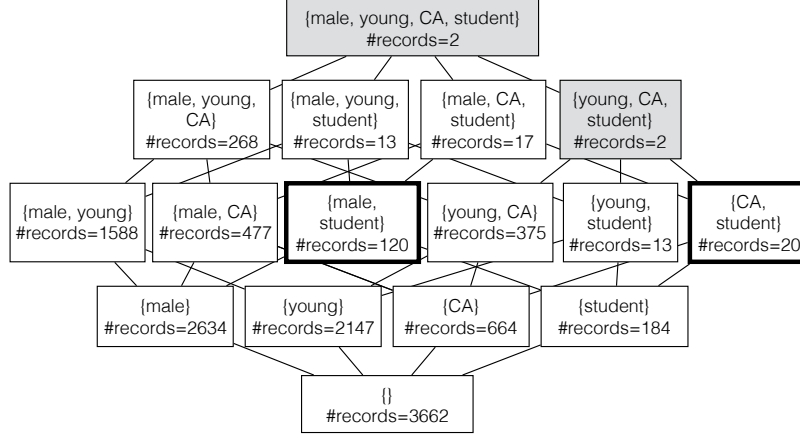 {male, young, CA, student}
#records=2
{male, young,
CA}
#records=268
{male, young,
student}
#records=13
{male, CA,
student}
#records=17
{young, CA,
student}
#records=2
{male, young}
#records=1588
{male, CA}
#records=477
{male,
student}
#records=120
{young, CA}
#records=375
{young,
student}
#records=13
{CA,
student}
#records=20
{male}
#records=2634
{young}
#records=2147
{CA}
#records=664
{student}
#records=184
{}
#records=3662